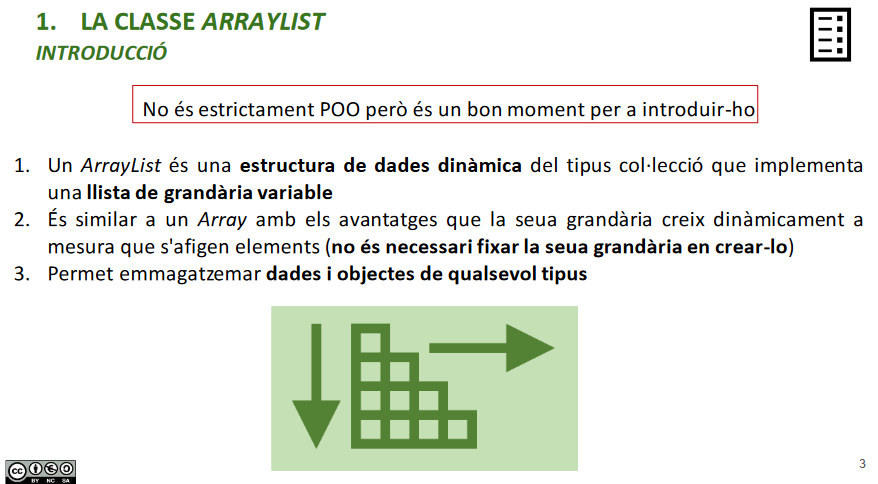 1. LA CLASSE ARRAYLIST
INTRODUCCIÓ
No és estrictament POO però és un bon moment per a introduir-ho
1. Un ArrayList és una estructura de dades dinàmica del tipus col·lecció que implementa
una llista de grandària variable
2. És similar a un Array amb els avantatges que la seua grandària creix dinàmicament a
mesura que s'afigen elements (no és necessari fixar la seua grandària en crear-lo)
3. Permet emmagatzemar dades i objectes de qualsevol tipus
cc
BY NC SA
3